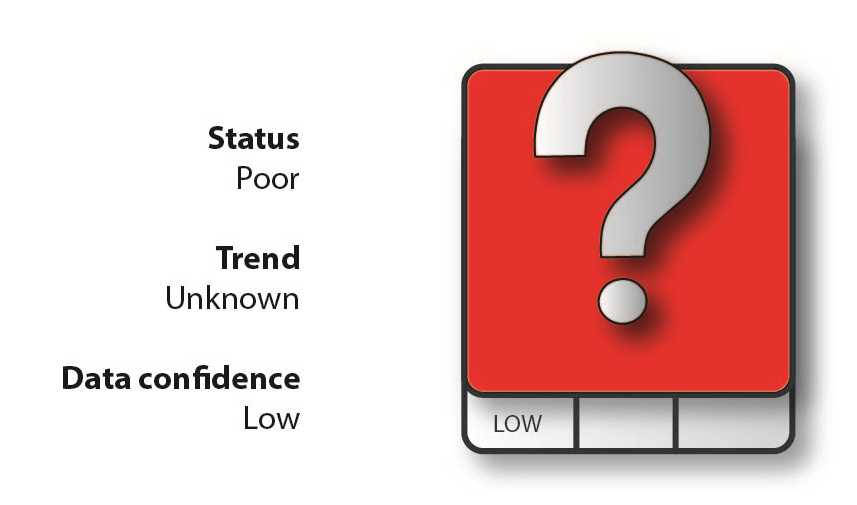 Status
Poor
Trend
Unknown
Data confidence
Low
?
LOW